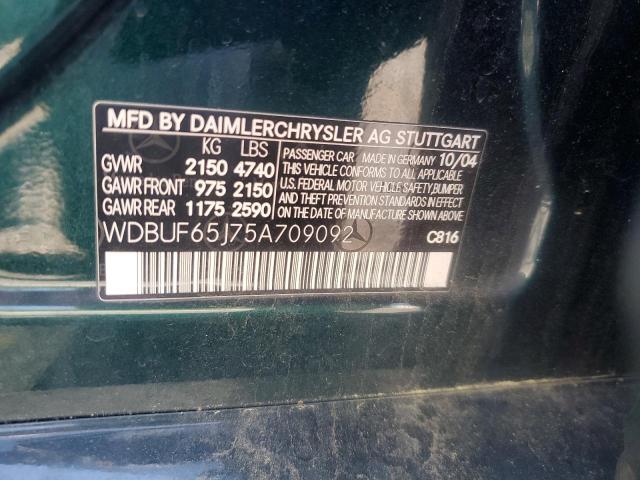 MFD BY DAIMLERCHRYSLER AG STUTTGART
KG LBS
GVWR 2150 4740
GAWR FRONT 975 2150
GAWR REAR 1175 2590
PASSENGER CAR MADE IN GERMANY 10/04
THIS VEHICLE CONFORMS TO ALL APPLICABLE
U.S. FEDERAL MOTOR VEHICLE SAFETY, BUMPER
AND THEFT PREVENTION STANDARDS IN EFFECT
ON THE DATE OF MANUFACTURE SHOWN ABOVE
WDBUF65J75A709092
C816